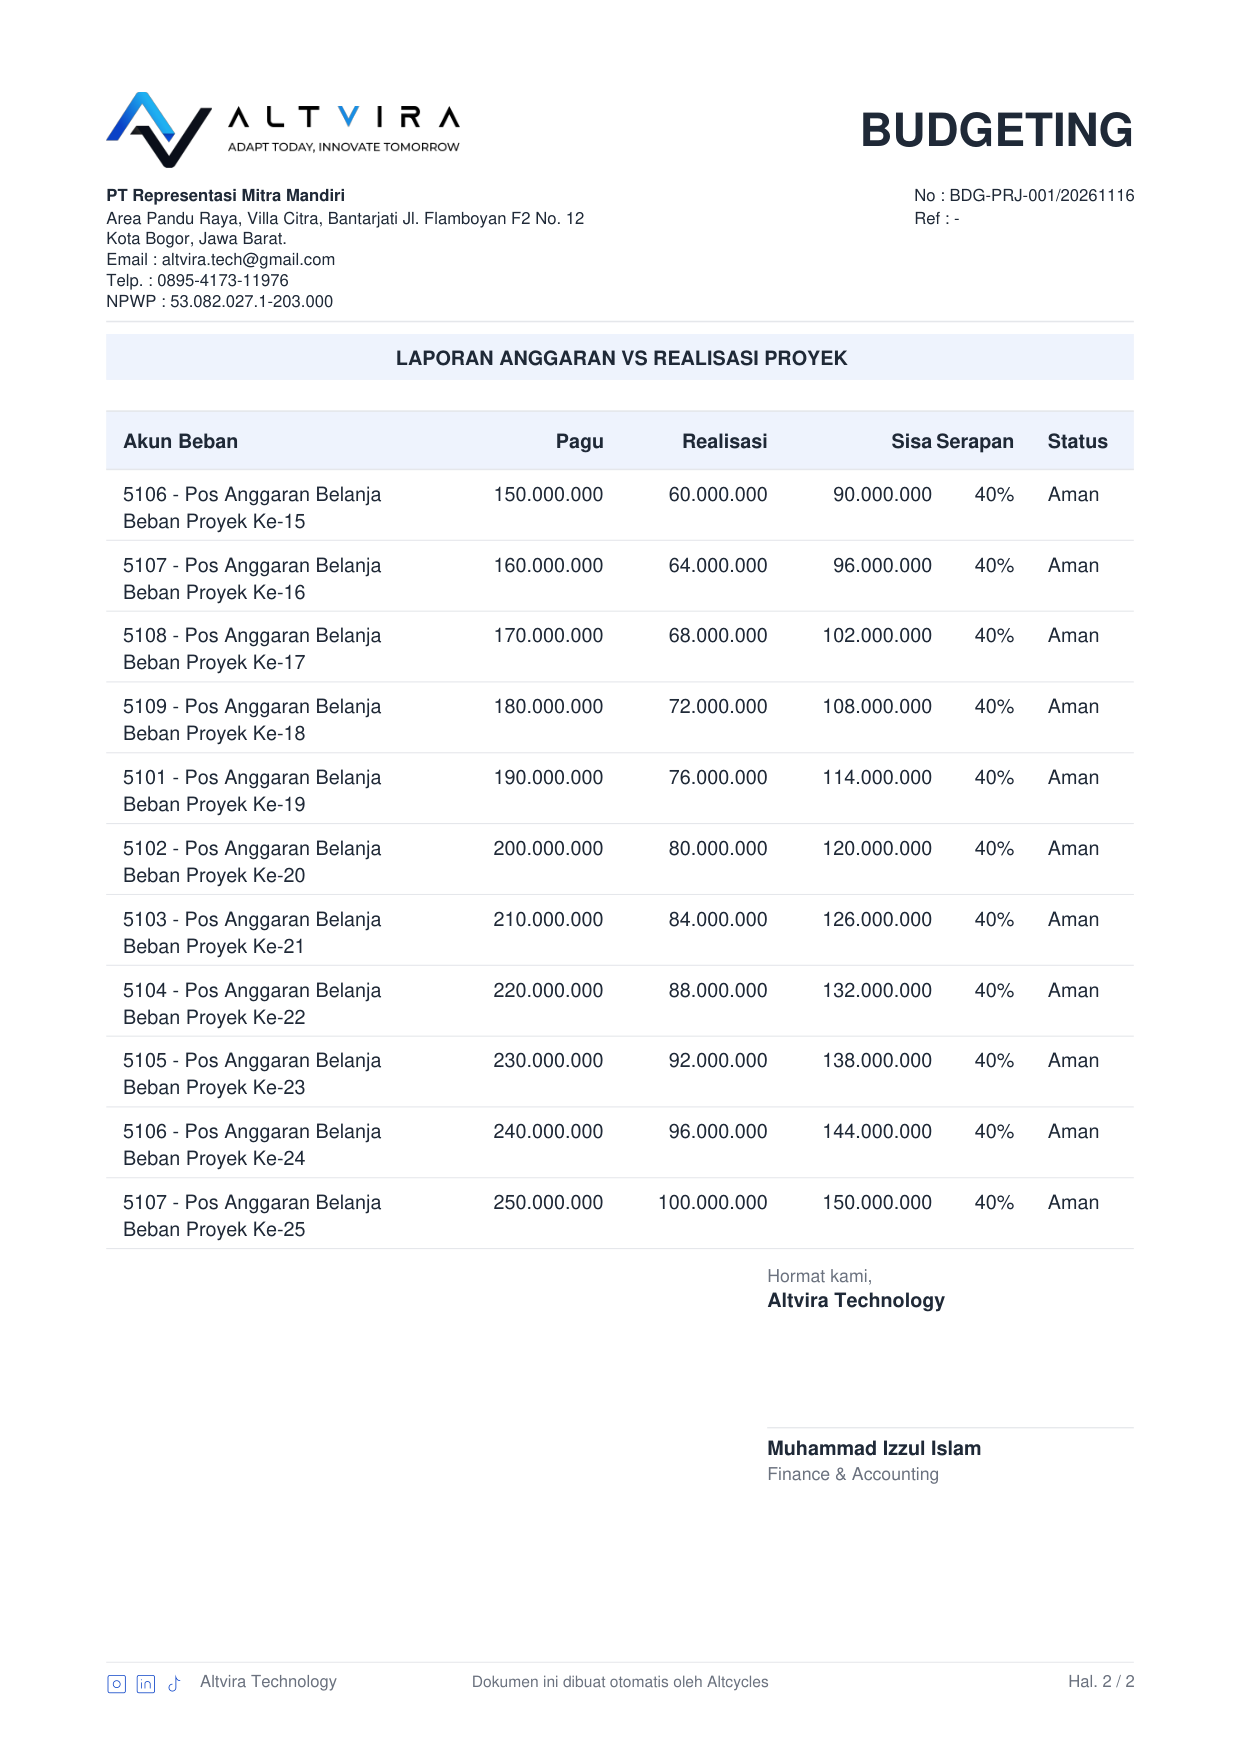 ALTVIRA
ADAPT TODAY, INNOVATE TOMORROW
BUDGETING
PT Representasi Mitra Mandiri
Area Pandu Raya, Villa Citra, Bantarjati Jl. Flamboyan F2 No. 12
Kota Bogor, Jawa Barat.
Email : altvira.tech@gmail.com
Telp. : 0895-4173-11976
NPWP : 53.082.027.1-203.000
No : BDG-PRJ-001/20261116
Ref : -
LAPORAN ANGGARAN VS REALISASI PROYEK
Akun Beban Pagu Realisasi Sisa Serapan Status
5106 - Pos Anggaran Belanja 150.000.000 60.000.000 90.000.000 40% Aman
Beban Proyek Ke-15
5107 - Pos Anggaran Belanja 160.000.000 64.000.000 96.000.000 40% Aman
Beban Proyek Ke-16
5108 - Pos Anggaran Belanja 170.000.000 68.000.000 102.000.000 40% Aman
Beban Proyek Ke-17
5109 - Pos Anggaran Belanja 180.000.000 72.000.000 108.000.000 40% Aman
Beban Proyek Ke-18
5101 - Pos Anggaran Belanja 190.000.000 76.000.000 114.000.000 40% Aman
Beban Proyek Ke-19
5102 - Pos Anggaran Belanja 200.000.000 80.000.000 120.000.000 40% Aman
Beban Proyek Ke-20
5103 - Pos Anggaran Belanja 210.000.000 84.000.000 126.000.000 40% Aman
Beban Proyek Ke-21
5104 - Pos Anggaran Belanja 220.000.000 88.000.000 132.000.000 40% Aman
Beban Proyek Ke-22
5105 - Pos Anggaran Belanja 230.000.000 92.000.000 138.000.000 40% Aman
Beban Proyek Ke-23
5106 - Pos Anggaran Belanja 240.000.000 96.000.000 144.000.000 40% Aman
Beban Proyek Ke-24
5107 - Pos Anggaran Belanja 250.000.000 100.000.000 150.000.000 40% Aman
Beban Proyek Ke-25
Hormat kami,
Altvira Technology
Muhammad Izzul Islam
Finance & Accounting
Altvira Technology Dokumen ini dibuat otomatis oleh Altcycles Hal. 2 / 2